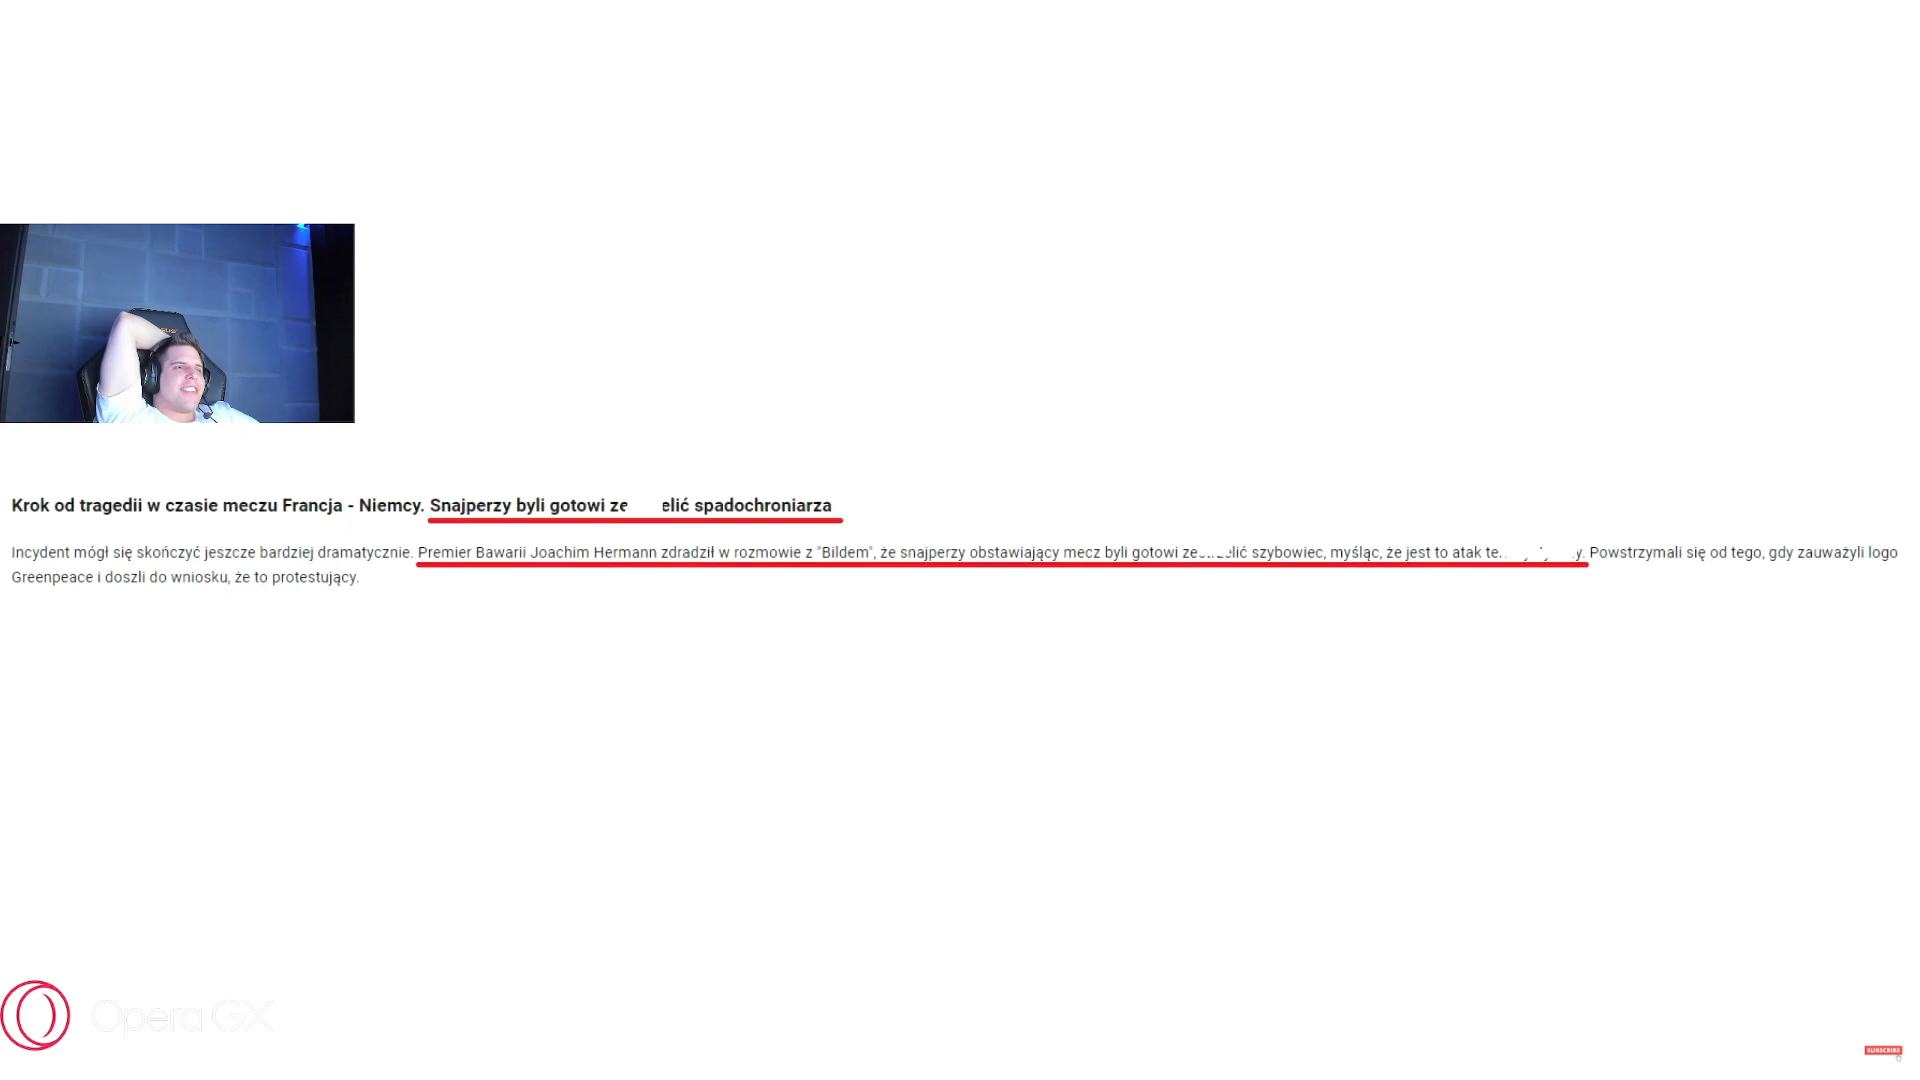 Krok od tragedii w czasie meczu Francja - Niemcy. Snajperzy byli gotowi ze elić spadochroniarza
Incydent mógł się skończyć jeszcze bardziej dramatycznie. Premier Bawarii Joachim Hermann zdradził w rozmowie z "Bildem", że snajperzy obstawiający mecz byli gotowi szybowiec, myśląc, że jest to atak Powstrzymali się od tego, gdy zauważyli logo
Greenpeace i doszli do wniosku, że to protestujący.
Opera GX
SUBSCRIBE